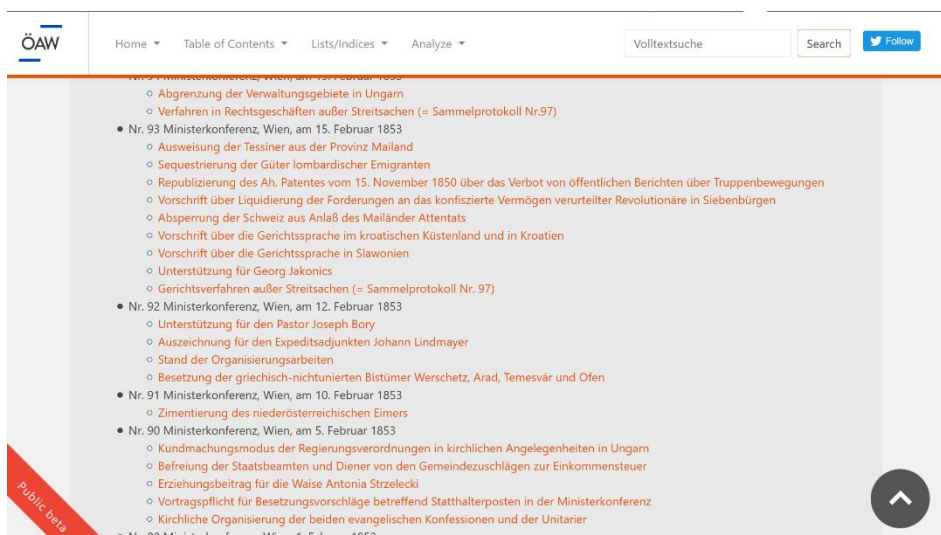 ÖAW
Home Table of Contents Lists/Indices Analyze Volltextsuche Search Follow
Abgrenzung der Verwaltungsgebiete in Ungarn
Verfahren in Rechtsgeschäften außer Streitsachen (= Sammelprotokoll Nr.97)
Nr. 93 Ministerkonferenz, Wien, am 15. Februar 1853
Ausweisung der Tessiner aus der Provinz Mailand
Sequestrierung der Güter lombardischer Emigranten
Republizierung des Ah. Patentes vom 15. November 1850 über das Verbot von öffentlichen Berichten über Truppenbewegungen
Vorschrift über Liquidierung der Forderungen an das konfiszierte Vermögen verurteilter Revolutionäre in Siebenbürgen
Absperrung der Schweiz aus Anlaß des Mailänder Attentats
Vorschrift über die Gerichtssprache im kroatischen Küstenland und in Kroatien
Vorschrift über die Gerichtssprache in Slawonien
Unterstützung für Georg Jakonics
Gerichtsverfahren außer Streitsachen (= Sammelprotokoll Nr. 97)
Nr. 92 Ministerkonferenz, Wien, am 12. Februar 1853
Unterstützung für den Pastor Joseph Bory
Auszeichnung für den Expeditsadjunkten Johann Lindmayer
Stand der Organisierungsarbeiten
Besetzung der griechisch-nichtunierten Bistümer Werschetz, Arad, Temesvár und Ofen
Nr. 91 Ministerkonferenz, Wien, am 10. Februar 1853
Zimentierung des niederösterreichischen Eimers
Nr. 90 Ministerkonferenz, Wien, am 5. Februar 1853
Kundmachungsmodus der Regierungsverordnungen in kirchlichen Angelegenheiten in Ungarn
Befreiung der Staatsbeamten und Diener von den Gemeindezuschlägen zur Einkommensteuer
Erziehungsbeitrag für die Waise Antonia Strzelecki
Vortragspflicht für Besetzungsvorschläge betreffend Statthalterposten in der Ministerkonferenz
Kirchliche Organisierung der beiden evangelischen Konfessionen und der Unitarier
Public beta